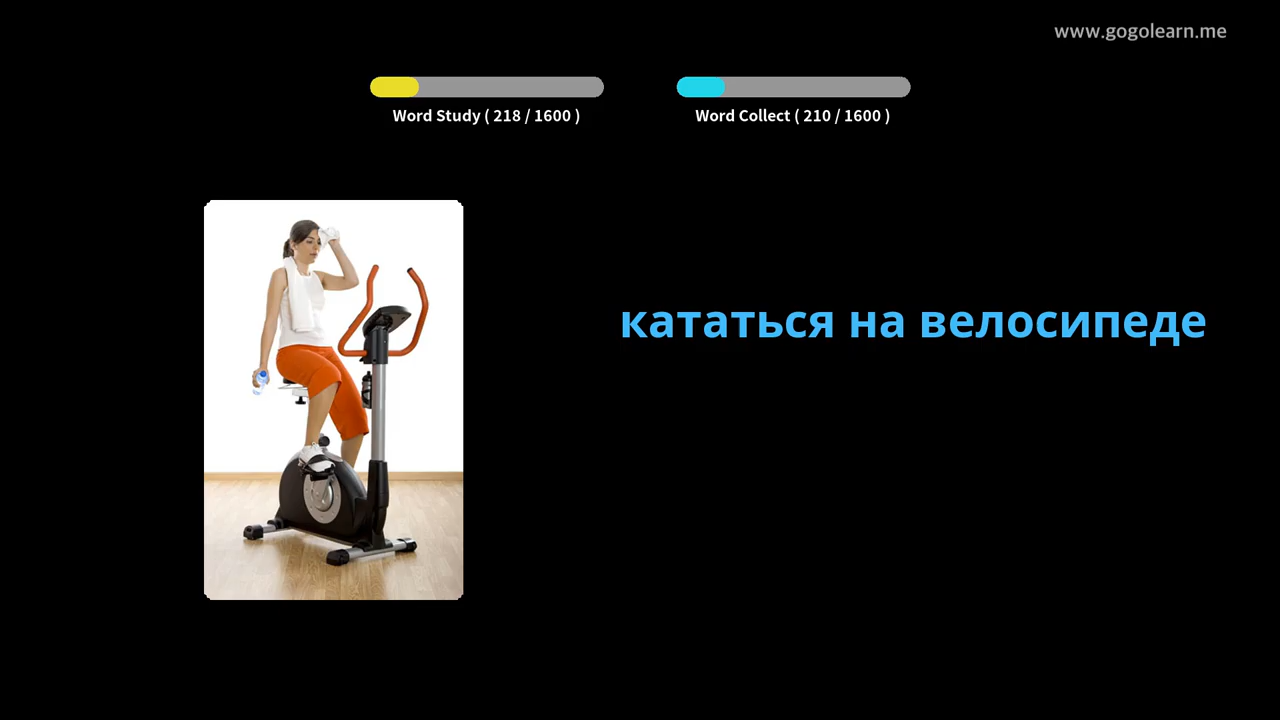 www.gogolearn.me
Word Study ( 218 / 1600 )
Word Collect ( 210 / 1600 )
кататься на велосипеде